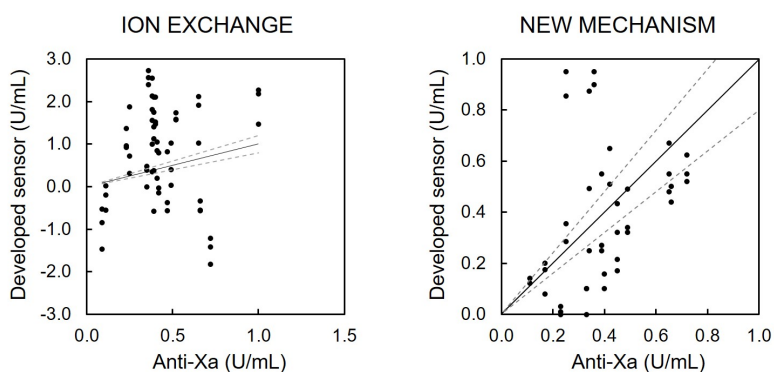 ION EXCHANGE
Developed sensor (U/mL)
3.0
2.0
1.0
0.0
-1.0
-2.0
-3.0
0.0 0.5 1.0 1.5
Anti-Xa (U/mL)
NEW MECHANISM
Developed sensor (U/mL)
1.0
0.8
0.6
0.4
0.2
0.0
0.0 0.2 0.4 0.6 0.8 1.0
Anti-Xa (U/mL)